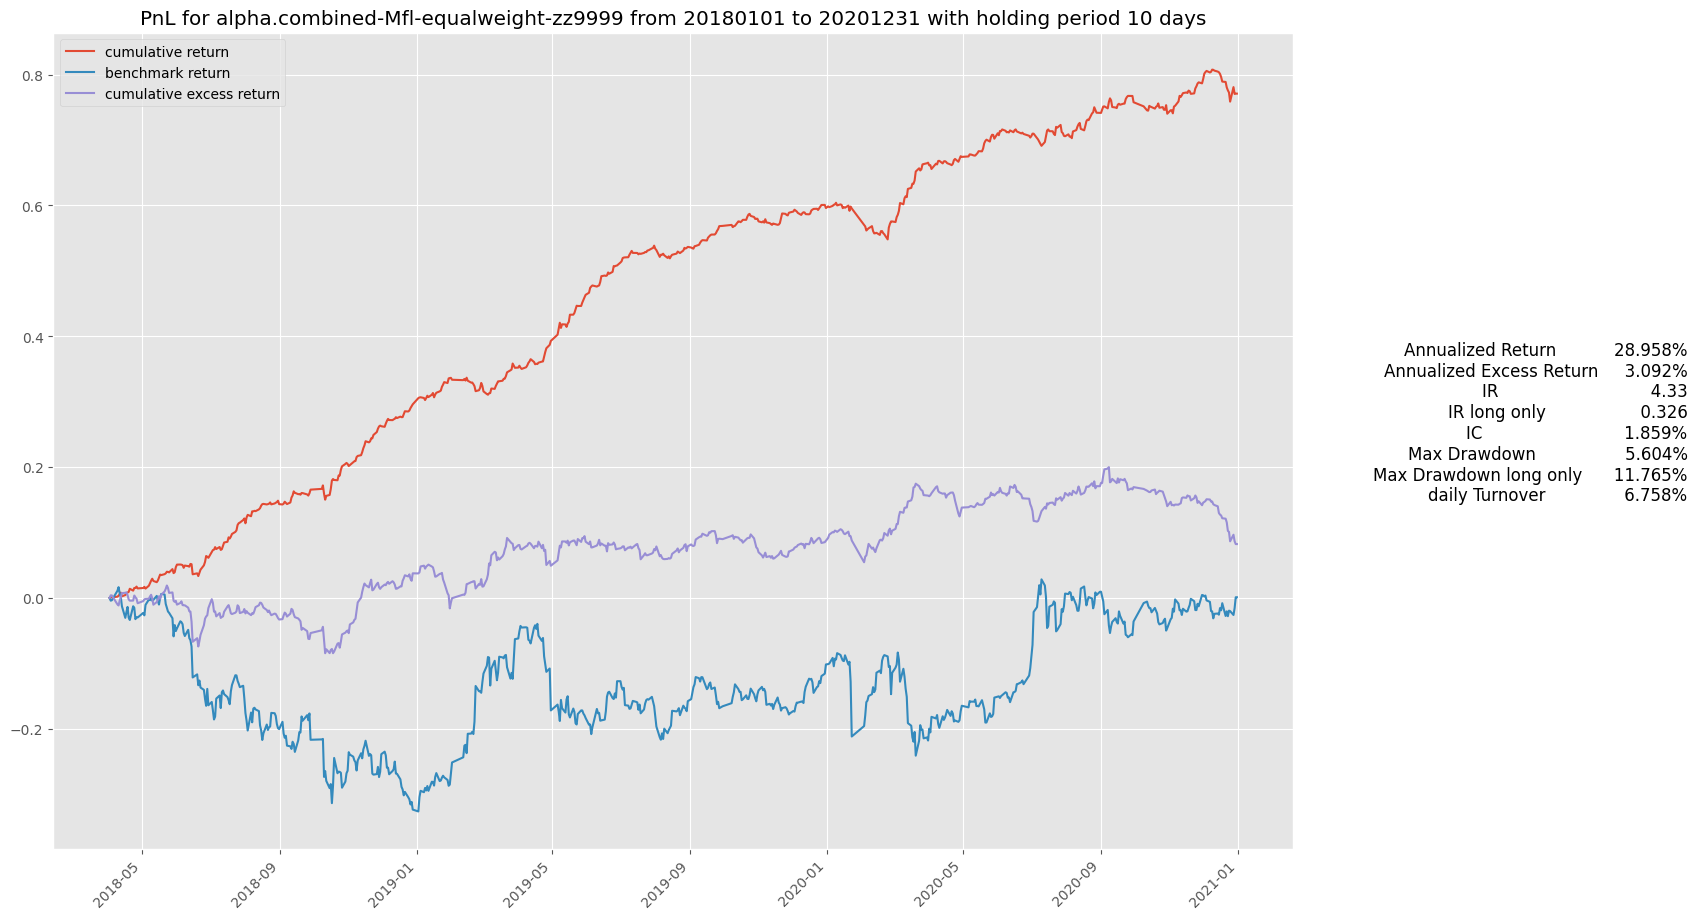 PnL for alpha.combined-Mfl-equalweight-zz9999 from 20180101 to 20201231 with holding period 10 days
cumulative return
benchmark return
cumulative excess return
0.8
0.6
0.4
0.2
0.0
−0.2
2018-05
2018-09
2019-01
2019-05
2019-09
2020-01
2020-05
2020-09
2021-01
Annualized Return 28.958%
Annualized Excess Return 3.092%
IR 4.33
IR long only 0.326
IC 1.859%
Max Drawdown 5.604%
Max Drawdown long only 11.765%
daily Turnover 6.758%